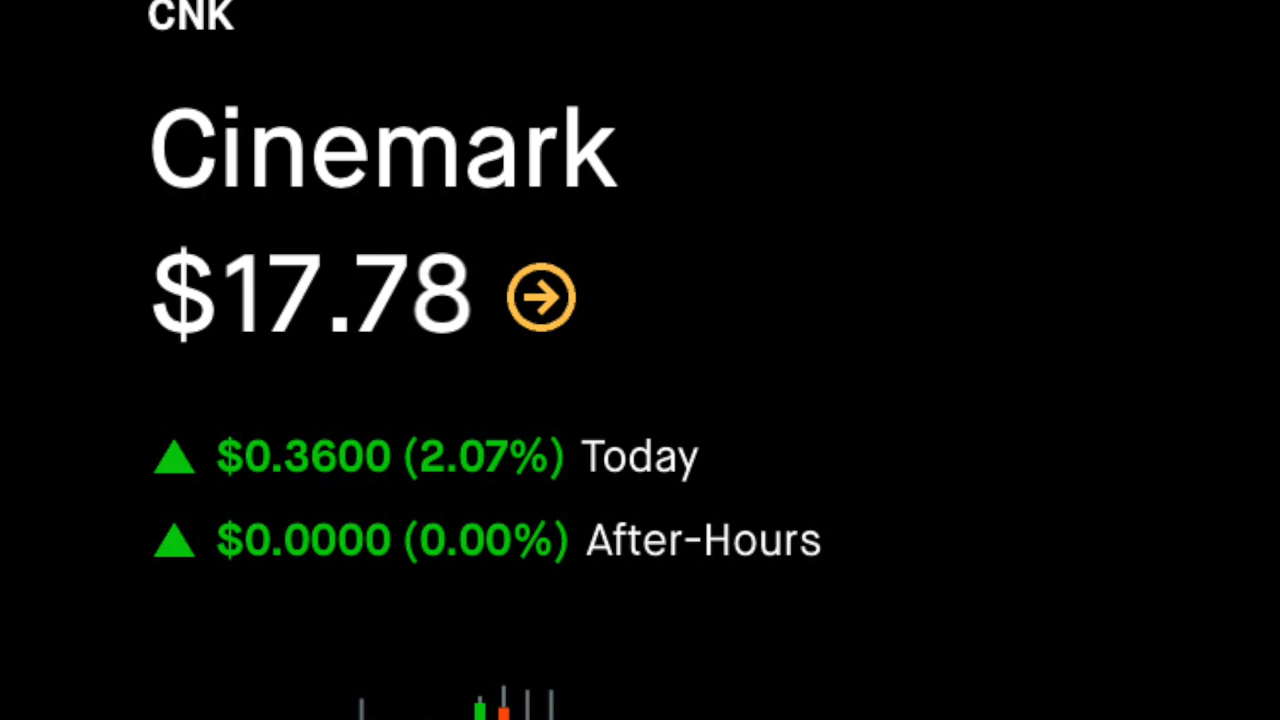 CNK
Cinemark
$17.78
$0.3600 (2.07%) Today
$0.0000 (0.00%) After-Hours